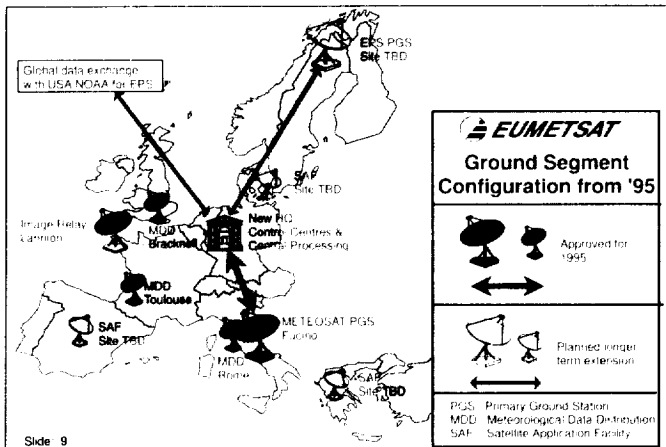 EPS PGS
Site TBD
Global data exchange
with USA NOAA for EPS
SAF
Site TBD
Image Relay
Lannion
MDD
Bracknell
New HQ
Control Centres &
Central Processing
MDD
Toulouse
SAF
Site TBD
METEOSAT PGS
Fucino
MDD
Rome
SAF
Site TBD
Slide 9
EUMETSAT
Ground Segment
Configuration from '95
Approved for
1995
Planned longer
term extension
PGS Primary Ground Station
MDD Meteorological Data Distribution
SAF Satellite Application Facility